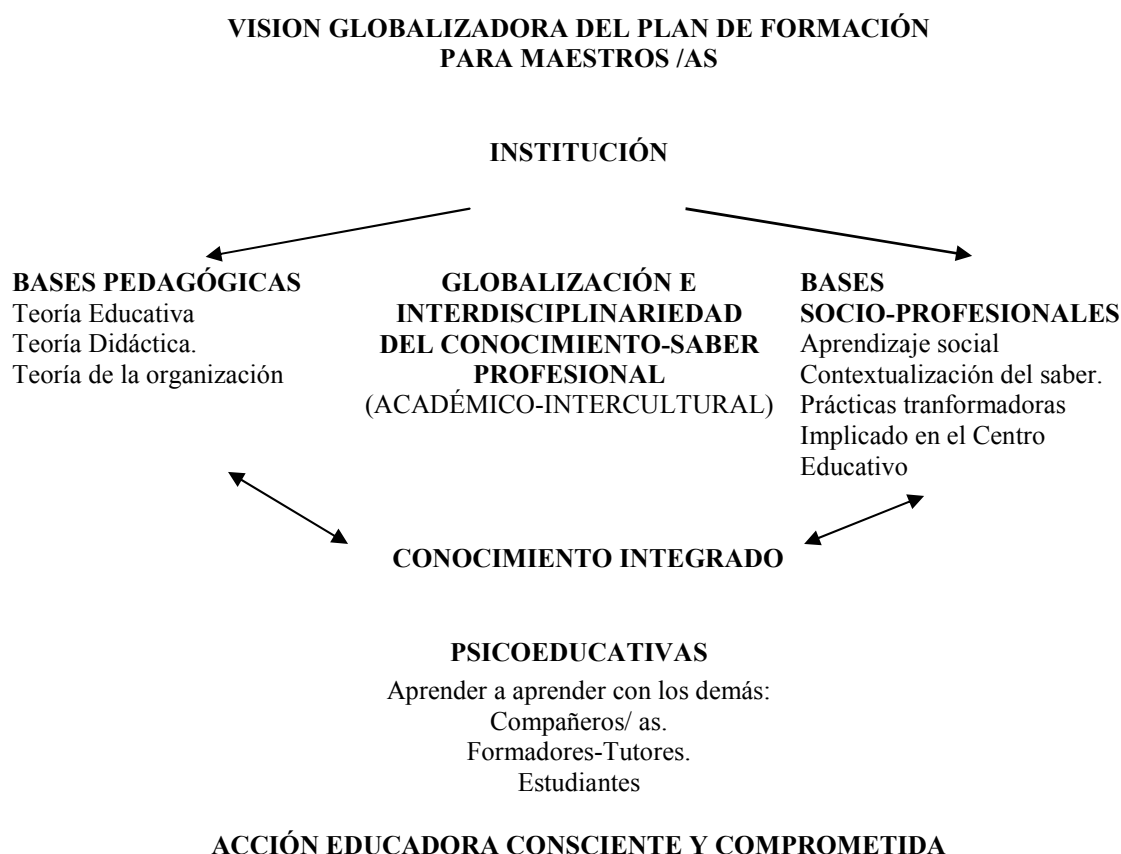 VISION GLOBALIZADORA DEL PLAN DE FORMACIÓN
PARA MAESTROS /AS
INSTITUCIÓN
BASES PEDAGÓGICAS
Teoría Educativa
Teoría Didáctica.
Teoría de la organización
GLOBALIZACIÓN E
INTERDISCIPLINARIEDAD
DEL CONOCIMIENTO-SABER
PROFESIONAL
(ACADÉMICO-INTERCULTURAL)
BASES
SOCIO-PROFESIONALES
Aprendizaje social
Contextualización del saber.
Prácticas tranformadoras
Implicado en el Centro
Educativo
CONOCIMIENTO INTEGRADO
PSICOEDUCATIVAS
Aprender a aprender con los demás:
Compañeros/ as.
Formadores-Tutores.
Estudiantes
ACCIÓN EDUCADORA CONSCIENTE Y COMPROMETIDA